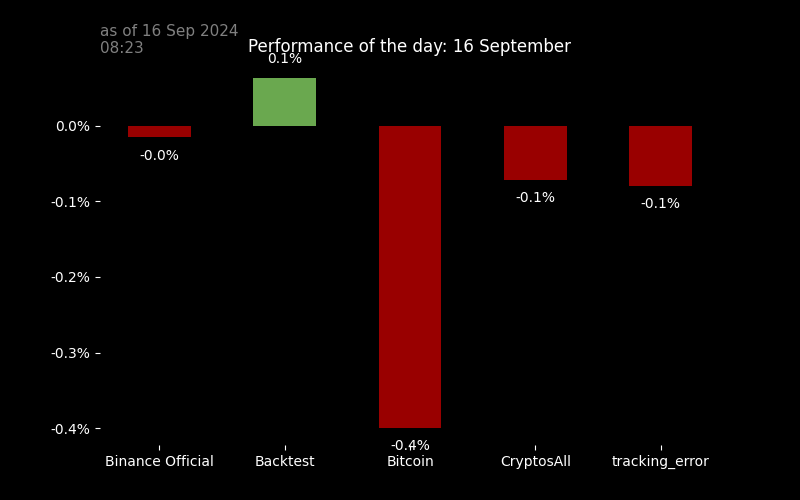 as of 16 Sep 2024
08:23
Performance of the day: 16 September
0.1%
0.0%
-0.0%
-0.1%
-0.1%
-0.1%
-0.2%
-0.3%
-0.4%
-0.4%
Binance Official
Backtest
Bitcoin
CryptosAll
tracking_error